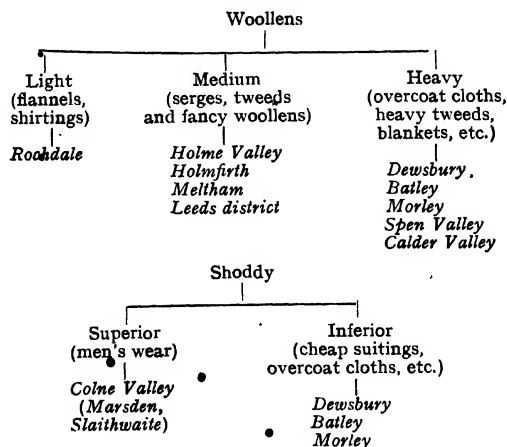 Woollens
Light
(flannels,
shirtings)
Rochdale
Medium
(serges, tweeds
and fancy woollens)
Holme Valley
Holmfirth
Meltham
Leeds district
Heavy
(overcoat cloths,
heavy tweeds,
blankets, etc.)
Dewsbury
Batley
Morley
Spen Valley
Calder Valley
Shoddy
Superior
(men's wear)
Colne Valley
(Marsden,
Slaithwaite)
Inferior
(cheap suitings,
overcoat cloths, etc.)
Dewsbury
Batley
Morley